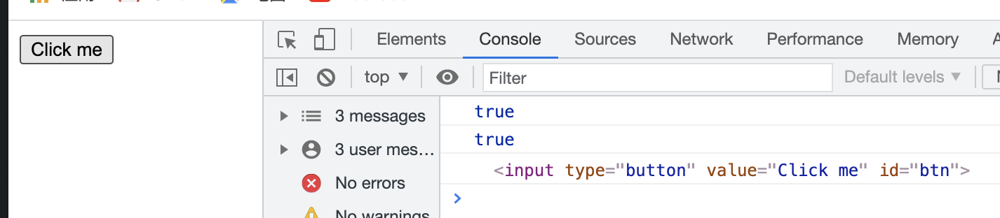 Click me
Elements Console Sources Network Performance Memory
top Filter Default levels
3 messages
3 user mes…
No errors
No warnings
true
true
<input type="button" value="Click me" id="btn">